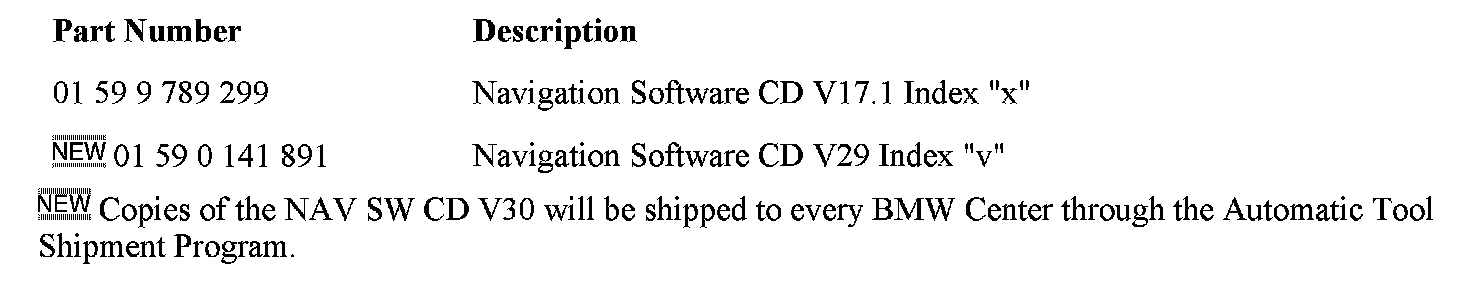 Part Number Description
01 59 9 789 299 Navigation Software CD V17.1 Index "x"
NEW 01 59 0 141 891 Navigation Software CD V29 Index "v"
NEW Copies of the NAV SW CD V30 will be shipped to every BMW Center through the Automatic Tool
Shipment Program.